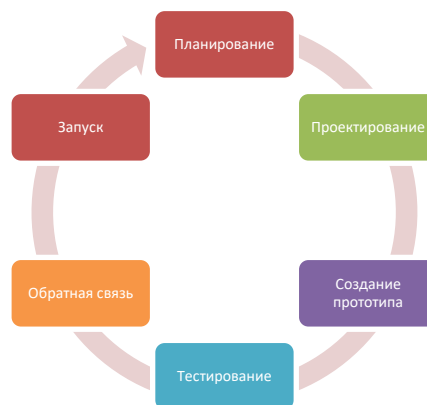 Планирование
Проектирование
Создание
прототипа
Тестирование
Обратная связь
Запуск